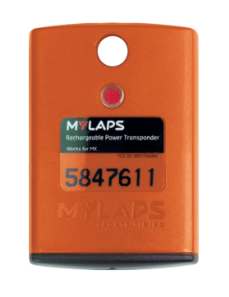 MYLAPS
Rechargeable Power Transponder
Works for MX
5847611
MYLAPS